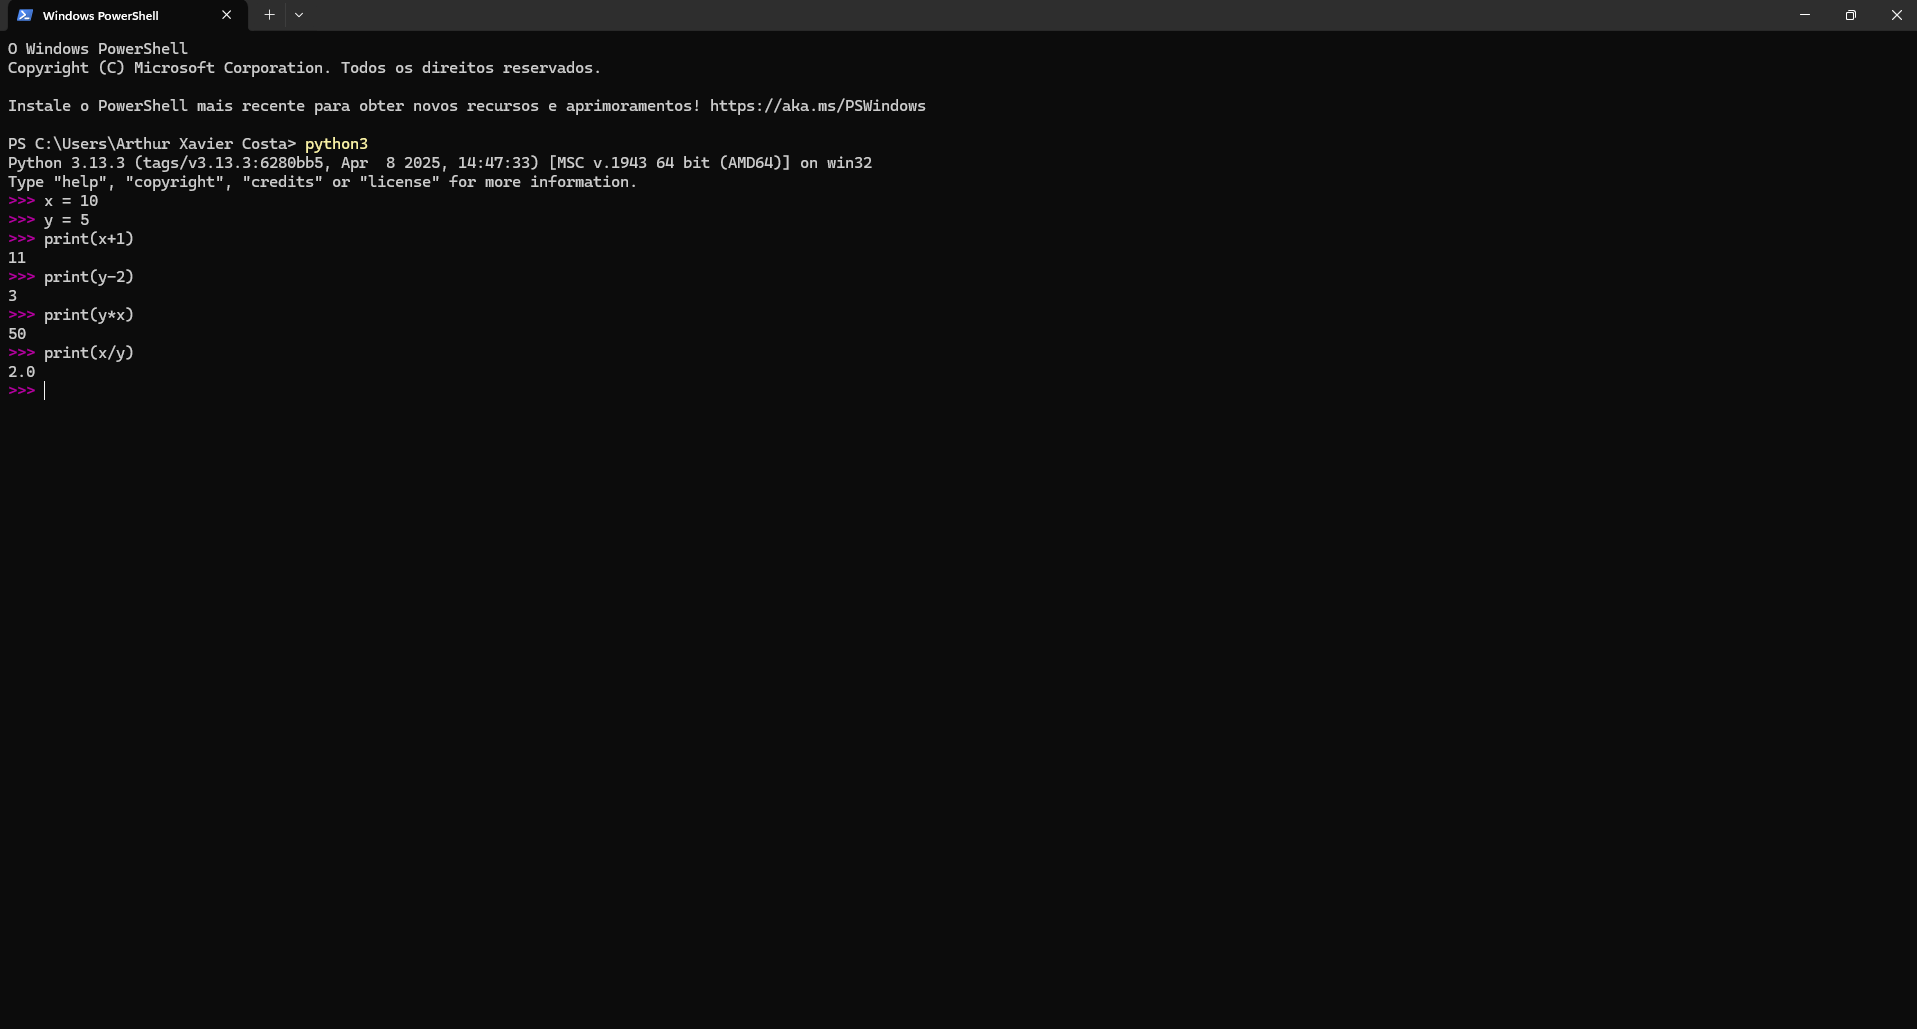 Windows PowerShell
O Windows PowerShell
Copyright (C) Microsoft Corporation. Todos os direitos reservados.
Instale o PowerShell mais recente para obter novos recursos e aprimoramentos! https://aka.ms/PSWindows
PS C:\Users\Arthur Xavier Costa> python3
Python 3.13.3 (tags/v3.13.3:6280bb5, Apr  8 2025, 14:47:33) [MSC v.1943 64 bit (AMD64)] on win32
Type "help", "copyright", "credits" or "license" for more information.
>>> x = 10
>>> y = 5
>>> print(x+1)
11
>>> print(y-2)
3
>>> print(y*x)
50
>>> print(x/y)
2.0
>>>